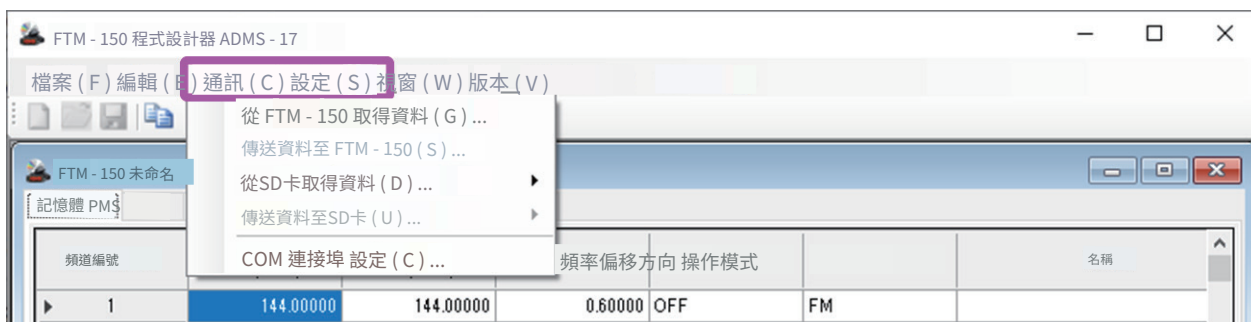 FTM - 150 程式設計器 ADMS - 17
檔案 ( F ) 編輯 ( E ) 通訊 ( C ) 設定 ( S ) 視窗 ( W ) 版本 ( V )
從 FTM - 150 取得資料 ( G ) ...
傳送資料至 FTM - 150 ( S ) ...
從SD卡取得資料 ( D ) ...
傳送資料至SD卡 ( U ) ...
COM 連接埠 設定 ( C ) ...
FTM - 150 未命名
記憶體 PMS
頻道編號 頻率偏移方向 操作模式 名稱
1 144.00000 144.00000 0.60000 OFF FM